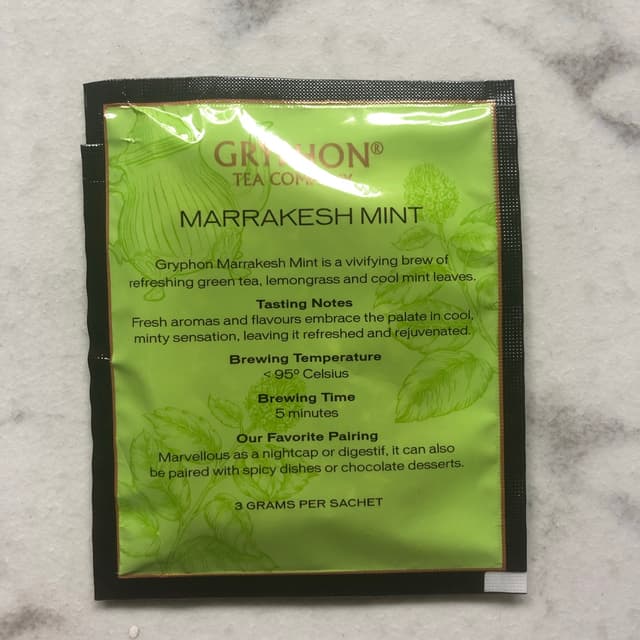 GRYPHON®
TEA COMPANY
MARRAKESH MINT
Gryphon Marrakesh Mint is a vivifying brew of
refreshing green tea, lemongrass and cool mint leaves.
Tasting Notes
Fresh aromas and flavours embrace the palate in cool,
minty sensation, leaving it refreshed and rejuvenated.
Brewing Temperature
< 95º Celsius
Brewing Time
5 minutes
Our Favorite Pairing
Marvellous as a nightcap or digestif, it can also
be paired with spicy dishes or chocolate desserts.
3 GRAMS PER SACHET